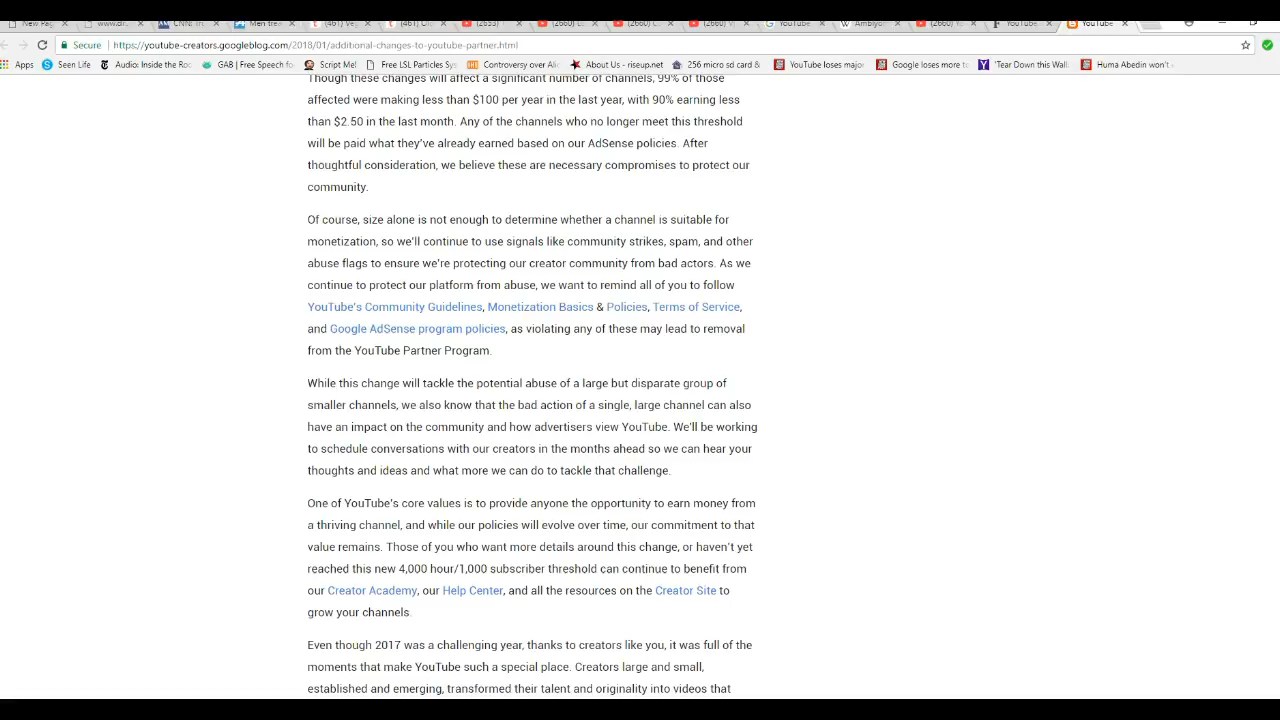 New Pag
www.dr.
CNNE Th
Men trea
(461) Ve
(461) C
(2653)
(2660) L
(2660) C
(2660) V
YouTube
Ambiyon
(2660) Yo
YouTube
YouTube
Secure https://youtube-creators.googleblog.com/2018/01/additional-changes-to-youtube-partner.html
Apps Seen Life Audio: Inside the Roc GAB | Free Speech fo Script Me! Free LSL Particles Sys Controversy over Ali About Us - riseup.net 256 micro sd card & YouTube loses major Google loses more t 'Tear Down this Wall Huma Abedin won't
Though these changes will affect a significant number of channels, 99% of those
affected were making less than $100 per year in the last year, with 90% earning less
than $2.50 in the last month. Any of the channels who no longer meet this threshold
will be paid what they've already earned based on our AdSense policies. After
thoughtful consideration, we believe these are necessary compromises to protect our
community.
Of course, size alone is not enough to determine whether a channel is suitable for
monetization, so we'll continue to use signals like community strikes, spam, and other
abuse flags to ensure we're protecting our creator community from bad actors. As we
continue to protect our platform from abuse, we want to remind all of you to follow
YouTube's Community Guidelines, Monetization Basics & Policies, Terms of Service,
and Google AdSense program policies, as violating any of these may lead to removal
from the YouTube Partner Program.
While this change will tackle the potential abuse of a large but disparate group of
smaller channels, we also know that the bad action of a single, large channel can also
have an impact on the community and how advertisers view YouTube. We'll be working
to schedule conversations with our creators in the months ahead so we can hear your
thoughts and ideas and what more we can do to tackle that challenge.
One of YouTube's core values is to provide anyone the opportunity to earn money from
a thriving channel, and while our policies will evolve over time, our commitment to that
value remains. Those of you who want more details around this change, or haven't yet
reached this new 4,000 hour/1,000 subscriber threshold can continue to benefit from
our Creator Academy, our Help Center, and all the resources on the Creator Site to
grow your channels.
Even though 2017 was a challenging year, thanks to creators like you, it was full of the
moments that make YouTube such a special place. Creators large and small,
established and emerging, transformed their talent and originality into videos that